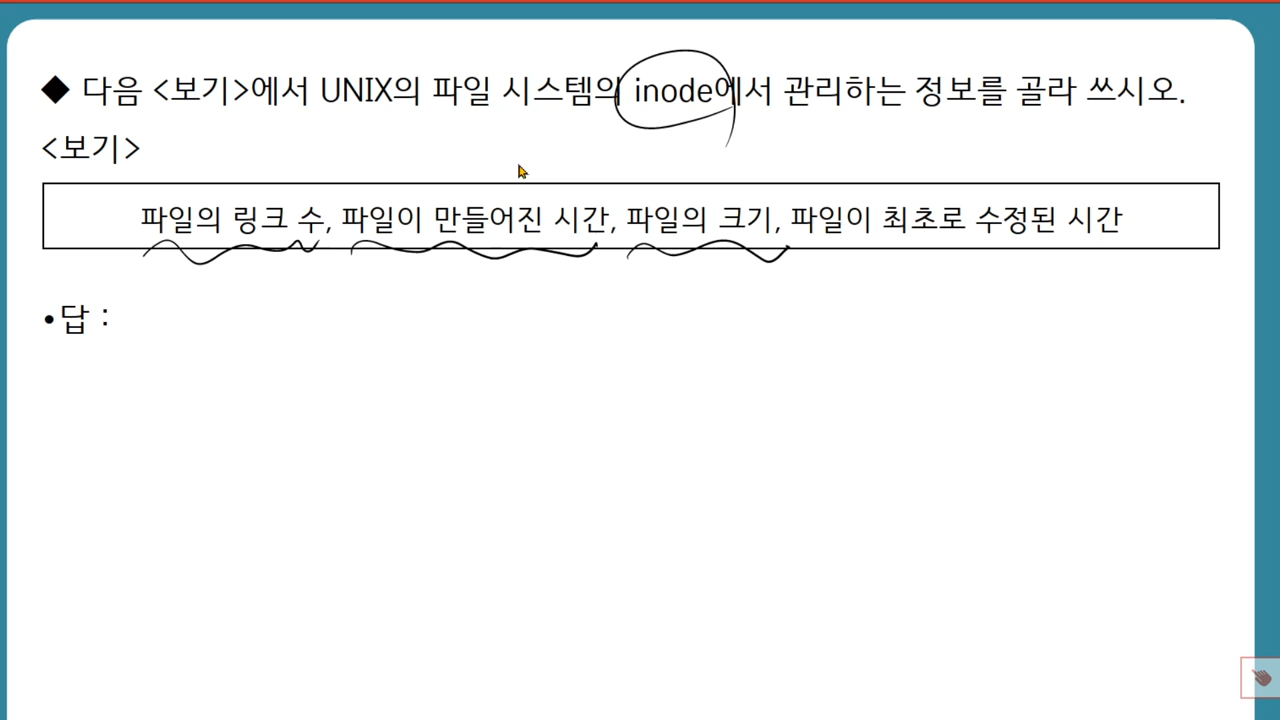 ◆ 다음 <보기>에서 UNIX의 파일 시스템의 inode에서 관리하는 정보를 골라 쓰시오.
<보기>
파일의 링크 수, 파일이 만들어진 시간, 파일의 크기, 파일이 최초로 수정된 시간
•답 :